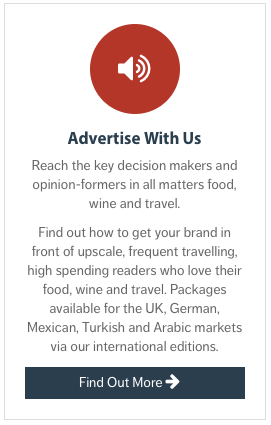 Advertise With Us
Reach the key decision makers and
opinion-formers in all matters food,
wine and travel.
Find out how to get your brand in
front of upscale, frequent travelling,
high spending readers who love their
food, wine and travel. Packages
available for the UK, German,
Mexican, Turkish and Arabic markets
via our international editions.
Find Out More